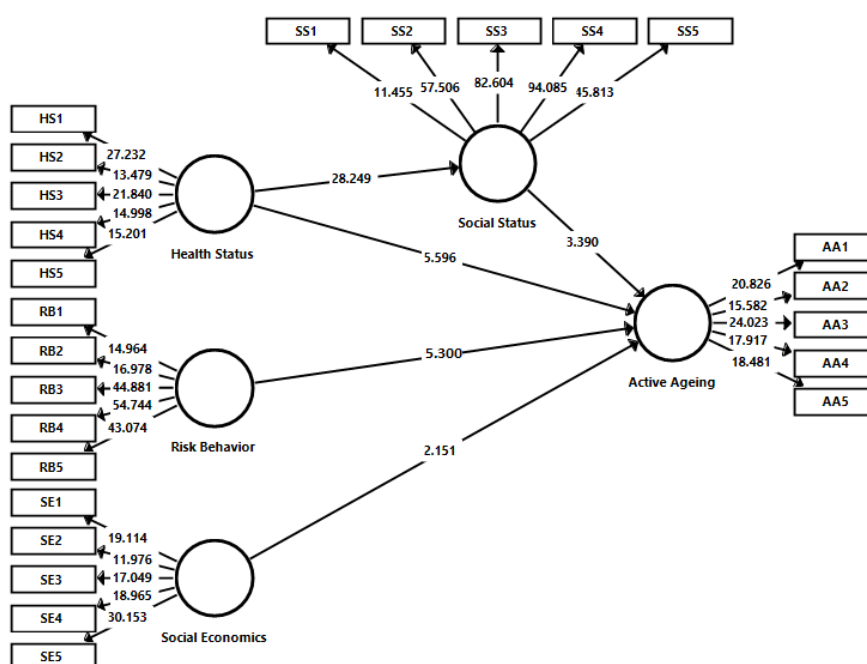 SS1
SS2
SS3
SS4
SS5
11.455
57.506
82.604
94.085
45.813
HS1
HS2
HS3
HS4
HS5
27.232
13.479
21.840
14.998
15.201
Health Status
28.249
Social Status
5.596
3.390
RB1
RB2
RB3
RB4
RB5
14.964
16.978
44.881
54.744
43.074
Risk Behavior
5.300
Active Ageing
20.826
15.582
24.023
17.917
18.481
AA1
AA2
AA3
AA4
AA5
SE1
SE2
SE3
SE4
SE5
19.114
11.976
17.049
18.965
30.153
Social Economics
2.151